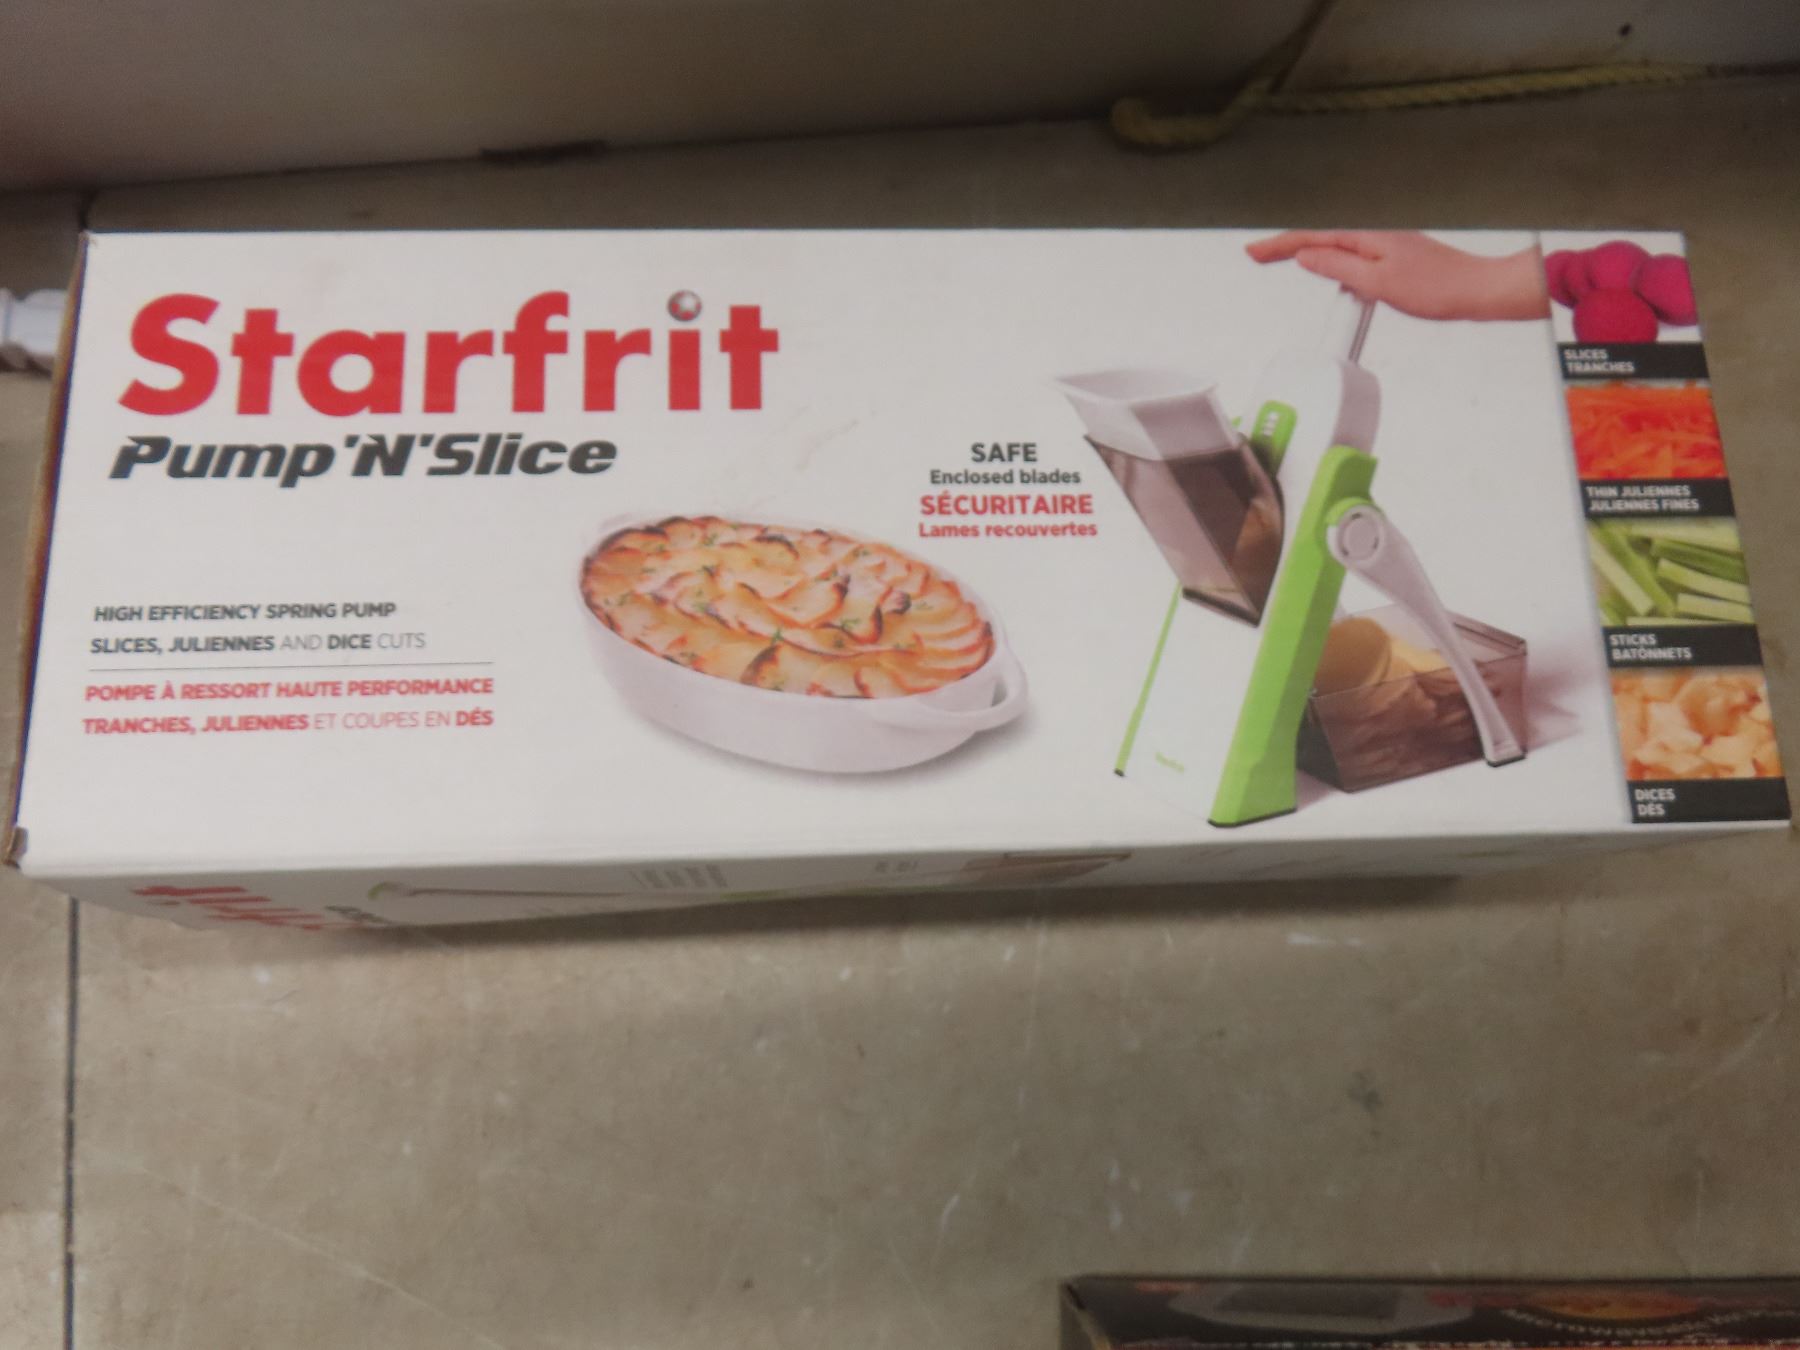 Starfrit
Pump'N'Slice
SAFE
Enclosed blades
SÉCURITAIRE
Lames recouvertes
HIGH EFFICIENCY SPRING PUMP
SLICES, JULIENNES AND DICE CUTS
POMPE À RESSORT HAUTE PERFORMANCE
TRANCHES, JULIENNES ET COUPES EN DÉS
SLICES
TRANCHES
THIN JULIENNES
JULIENNES FINES
STICKS
BATÔNNETS
DICES
DÉS